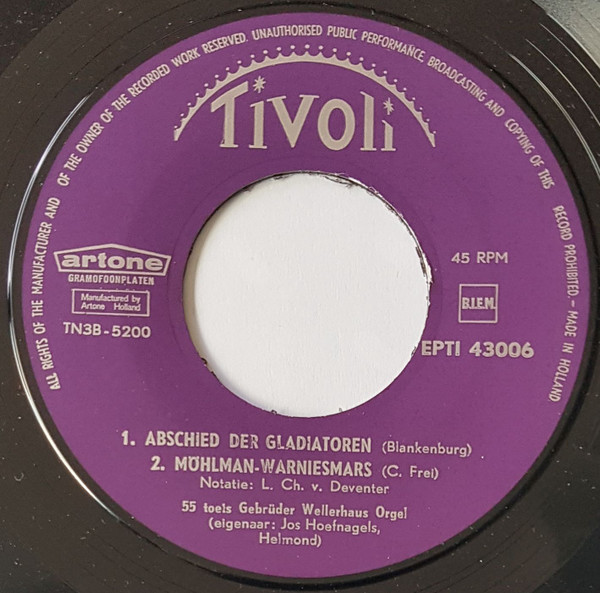 ALL RIGHTS OF THE MANUFACTURER AND OF THE OWNER OF THE RECORDED WORK RESERVED. UNAUTHORISED PUBLIC PERFORMANCE, BROADCASTING AND COPYING OF THIS RECORD PROHIBITED. - MADE IN HOLLAND
Tivoli
artone
GRAMOFOONPLATEN
Manufactured by
Artone Holland
TN3B-5200
45 RPM
B.I.E.M.
EPTI 43006
1. ABSCHIED DER GLADIATOREN (Blankenburg)
2. MÖHLMAN-WARNIESMARS (C. Frei)
Notatie: L. Ch. v. Deventer
55 toels Gebrüder Wellerhaus Orgel
(eigenaar: Jos Hoefnagels,
Helmond)